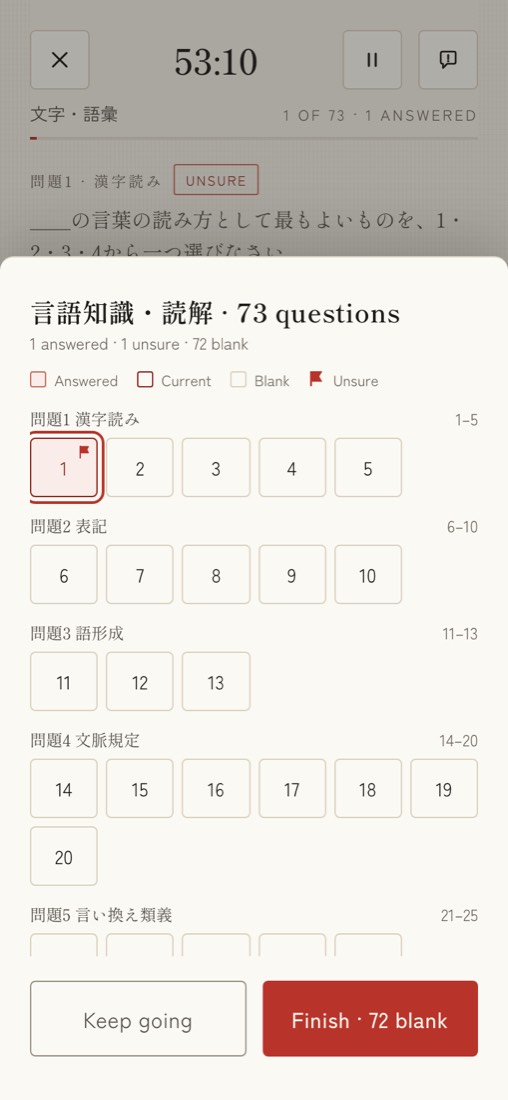 53:10
文字・語彙
1 OF 73 · 1 ANSWERED
問題1 · 漢字読み UNSURE
____の言葉の読み方として最もよいものを、1・
2・3・4から一つ選びなさい
言語知識・読解 · 73 questions
1 answered · 1 unsure · 72 blank
Answered Current Blank Unsure
問題1 漢字読み 1–5
1 2 3 4 5
問題2 表記 6–10
6 7 8 9 10
問題3 語形成 11–13
11 12 13
問題4 文脈規定 14–20
14 15 16 17 18 19
20
問題5 言い換え類義 21–25
Keep going Finish · 72 blank